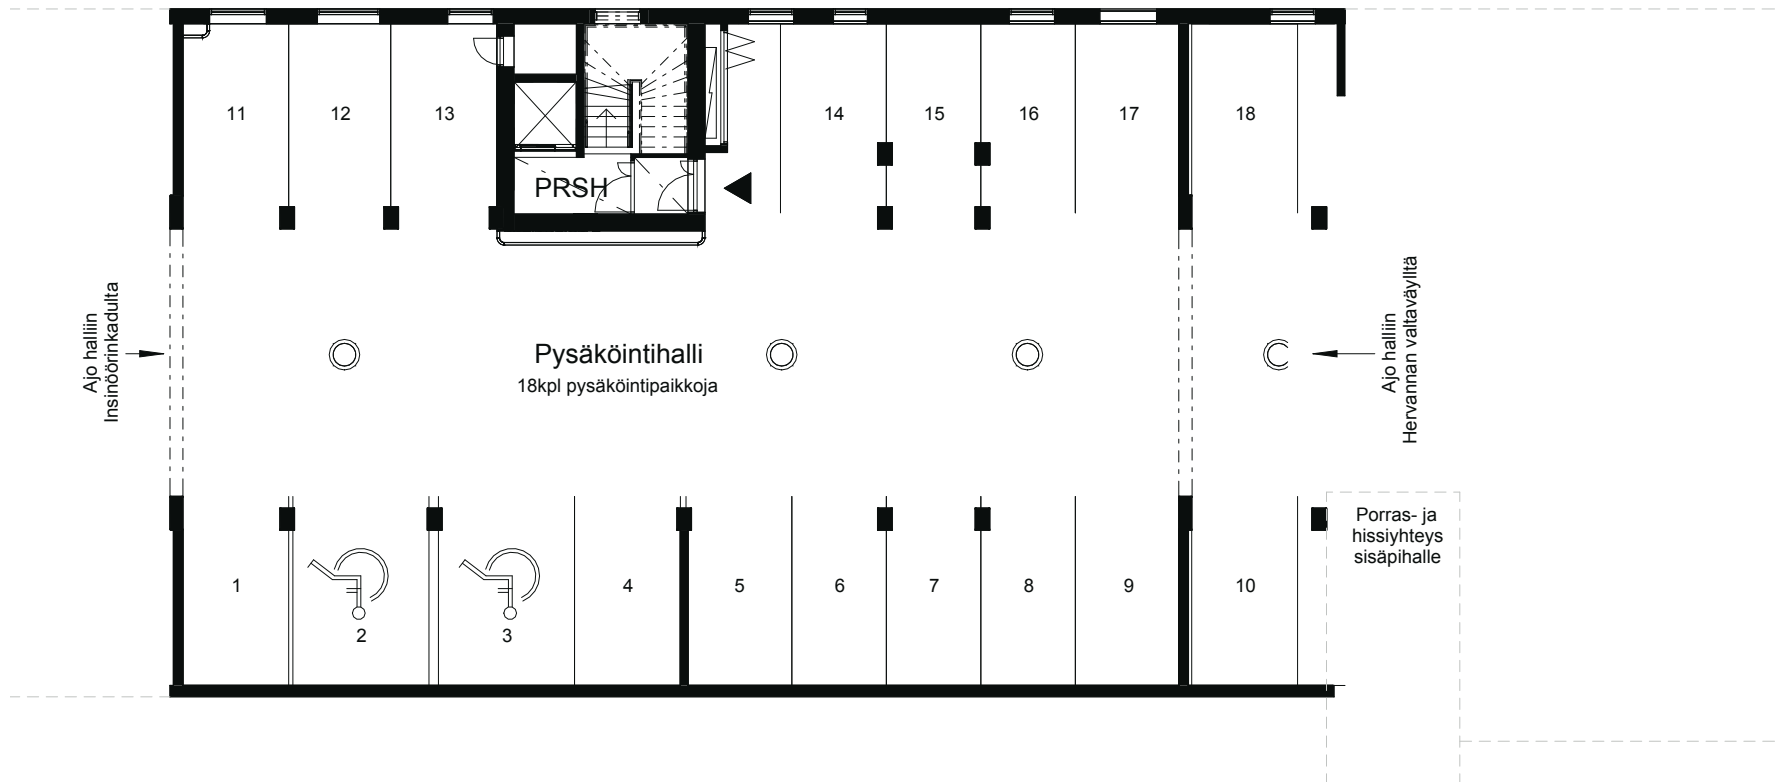 11
12
13
14
15
16
17
18
PRSH
Ajo halliin
Insinöörinkadulta
Pysäköintihalli
18kpl pysäköintipaikkoja
Ajo halliin
Hervannan valtaväylltä
Porras- ja
hissiyhteys
sisäpihalle
1
2
3
4
5
6
7
8
9
10